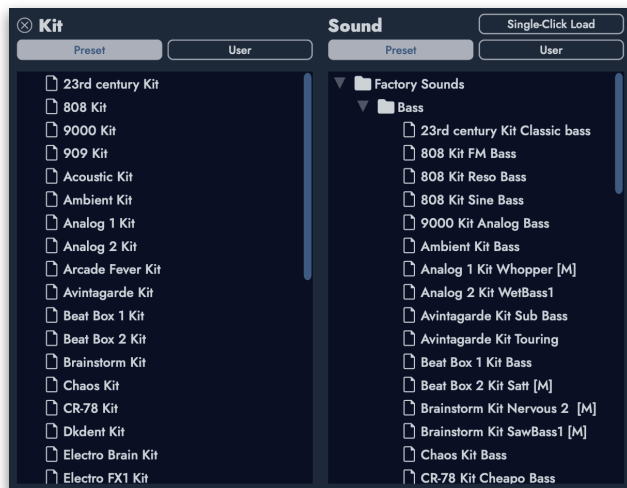 Kit
Preset
User
23rd century Kit
808 Kit
9000 Kit
909 Kit
Acoustic Kit
Ambient Kit
Analog 1 Kit
Analog 2 Kit
Arcade Fever Kit
Avintagarde Kit
Beat Box 1 Kit
Beat Box 2 Kit
Brainstorm Kit
Chaos Kit
CR-78 Kit
Dkdent Kit
Electro Brain Kit
Electro FX1 Kit
Sound
Single-Click Load
Preset
User
Factory Sounds
Bass
23rd century Kit Classic bass
808 Kit FM Bass
808 Kit Reso Bass
808 Kit Sine Bass
9000 Kit Analog Bass
Ambient Kit Bass
Analog 1 Kit Whopper [M]
Analog 2 Kit WetBass1
Avintagarde Kit Sub Bass
Avintagarde Kit Touring
Beat Box 1 Kit Bass
Beat Box 2 Kit Satt [M]
Brainstorm Kit Nervous 2 [M]
Brainstorm Kit SawBass1 [M]
Chaos Kit Bass
CR-78 Kit Cheapo Bass